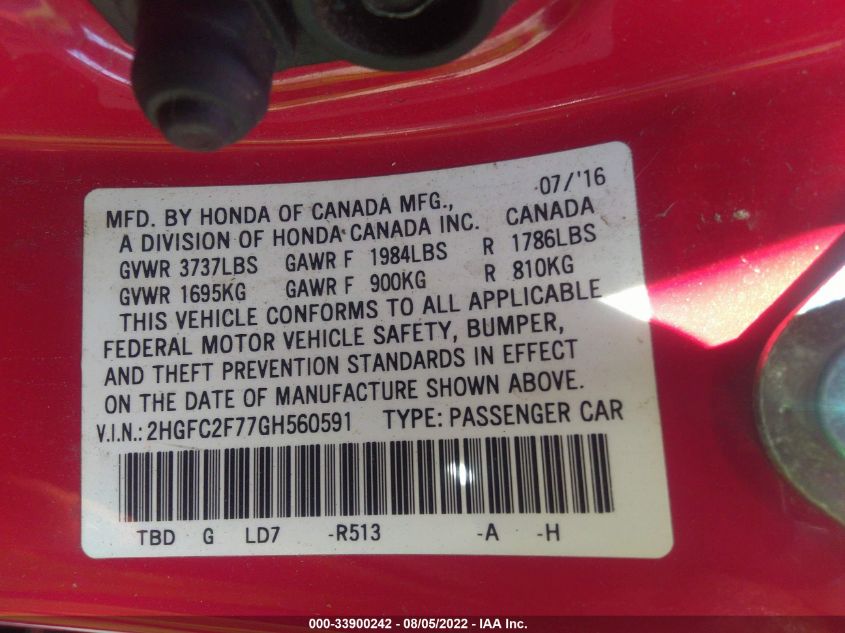 07/'16
MFD. BY HONDA OF CANADA MFG.,
A DIVISION OF HONDA CANADA INC. CANADA
GVWR 3737LBS GAWR F 1984LBS R 1786LBS
GVWR 1695KG GAWR F 900KG R 810KG
THIS VEHICLE CONFORMS TO ALL APPLICABLE
FEDERAL MOTOR VEHICLE SAFETY, BUMPER,
AND THEFT PREVENTION STANDARDS IN EFFECT
ON THE DATE OF MANUFACTURE SHOWN ABOVE.
V.I.N.: 2HGFC2F77GH560591 TYPE: PASSENGER CAR
TBD G LD7 -R513 -A -H
000-33900242 - 08/05/2022 - IAA Inc.